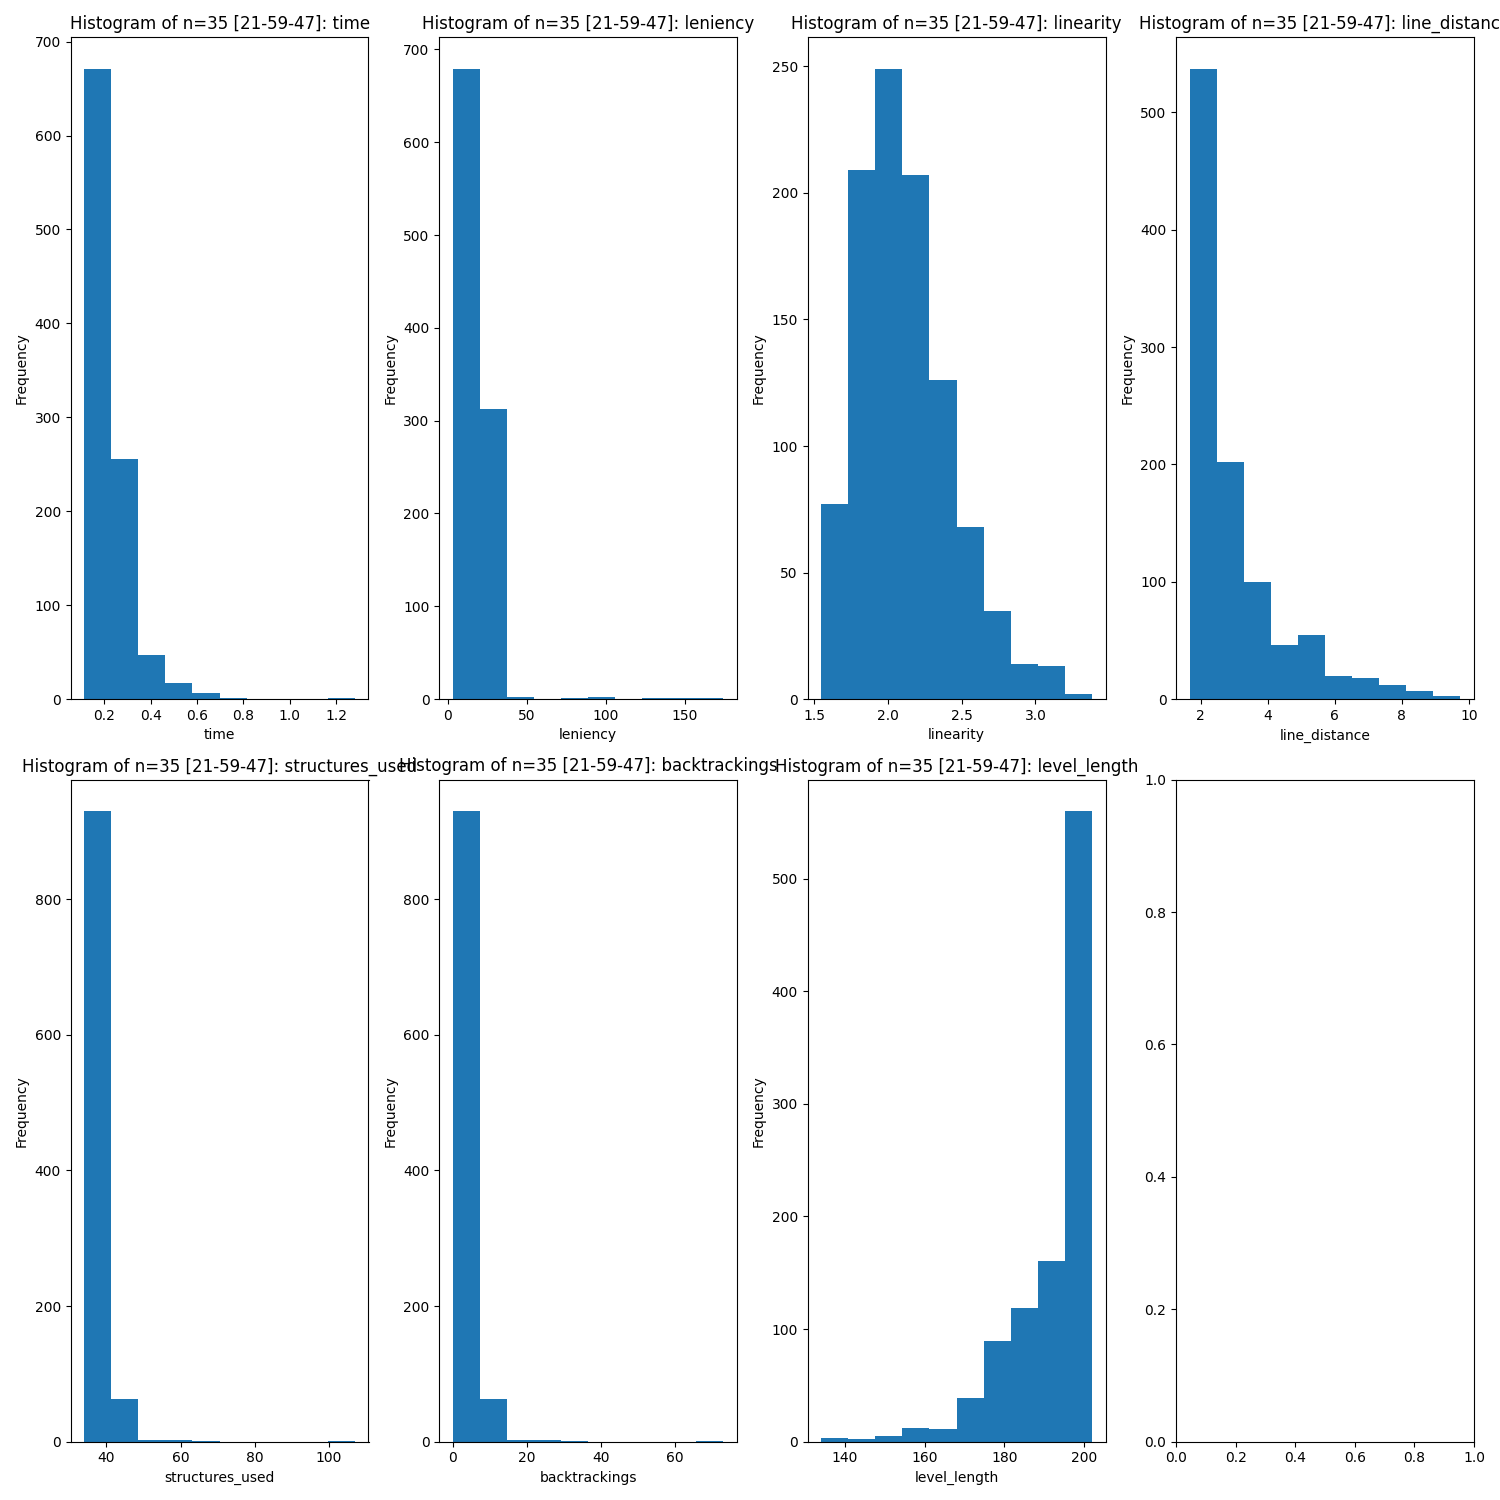 Histogram of n=35 [21-59-47]: time
700
600
500
400
300
200
100
0
Frequency
0.2 0.4 0.6 0.8 1.0 1.2
time
Histogram of n=35 [21-59-47]: leniency
700
600
500
400
300
200
100
0
Frequency
0 50 100 150
leniency
Histogram of n=35 [21-59-47]: linearity
250
200
150
100
50
0
Frequency
1.5 2.0 2.5 3.0
linearity
Histogram of n=35 [21-59-47]: line_distanc
500
400
300
200
100
0
Frequency
2 4 6 8 10
line_distance
Histogram of n=35 [21-59-47]: structures_used
800
600
400
200
0
Frequency
40 60 80 100
structures_used
Histogram of n=35 [21-59-47]: backtrackings
800
600
400
200
0
Frequency
0 20 40 60
backtrackings
Histogram of n=35 [21-59-47]: level_length
500
400
300
200
100
0
Frequency
140 160 180 200
level_length
1.0
0.8
0.6
0.4
0.2
0.0
0.0 0.2 0.4 0.6 0.8 1.0